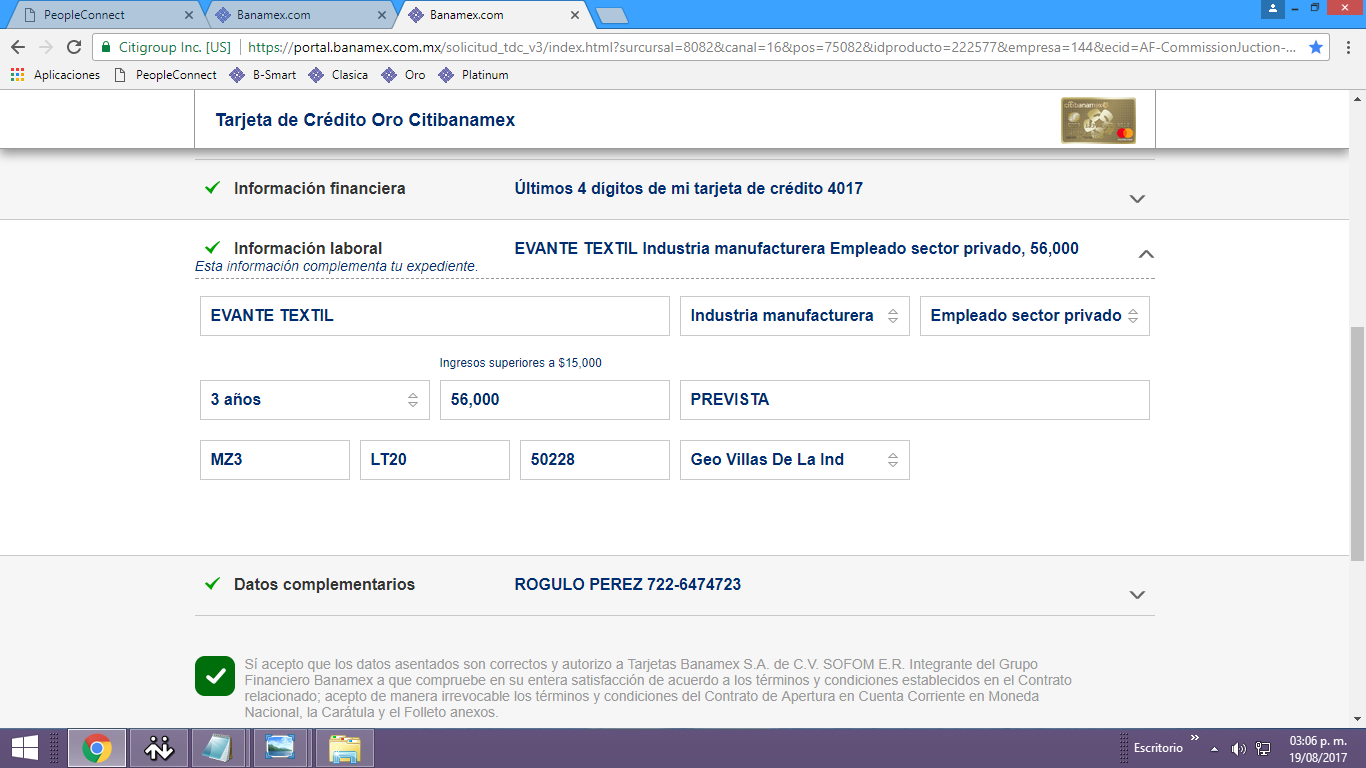 PeopleConnect
Banamex.com
Banamex.com
Citigroup Inc. [US]
https://portal.banamex.com.mx/solicitud_tdc_v3/index.html?surcursal=8082&canal=16&pos=75082&idproducto=222577&empresa=144&ecid=AF-CommissionJuction-...
Aplicaciones PeopleConnect B-Smart Clasica Oro Platinum
Tarjeta de Crédito Oro Citibanamex
citibanamex
Información financiera Últimos 4 dígitos de mi tarjeta de crédito 4017
Información laboral EVANTE TEXTIL Industria manufacturera Empleado sector privado, 56,000
Esta información complementa tu expediente.
EVANTE TEXTIL Industria manufacturera Empleado sector privado
Ingresos superiores a $15,000
3 años 56,000 PREVISTA
MZ3 LT20 50228 Geo Villas De La Ind
Datos complementarios ROGULO PEREZ 722-6474723
Sí acepto que los datos asentados son correctos y autorizo a Tarjetas Banamex S.A. de C.V. SOFOM E.R. Integrante del Grupo
Financiero Banamex a que compruebe en su entera satisfacción de acuerdo a los términos y condiciones establecidos en el Contrato
relacionado; acepto de manera irrevocable los términos y condiciones del Contrato de Apertura en Cuenta Corriente en Moneda
Nacional, la Carátula y el Folleto anexos.
Escritorio
03:06 p. m.
19/08/2017